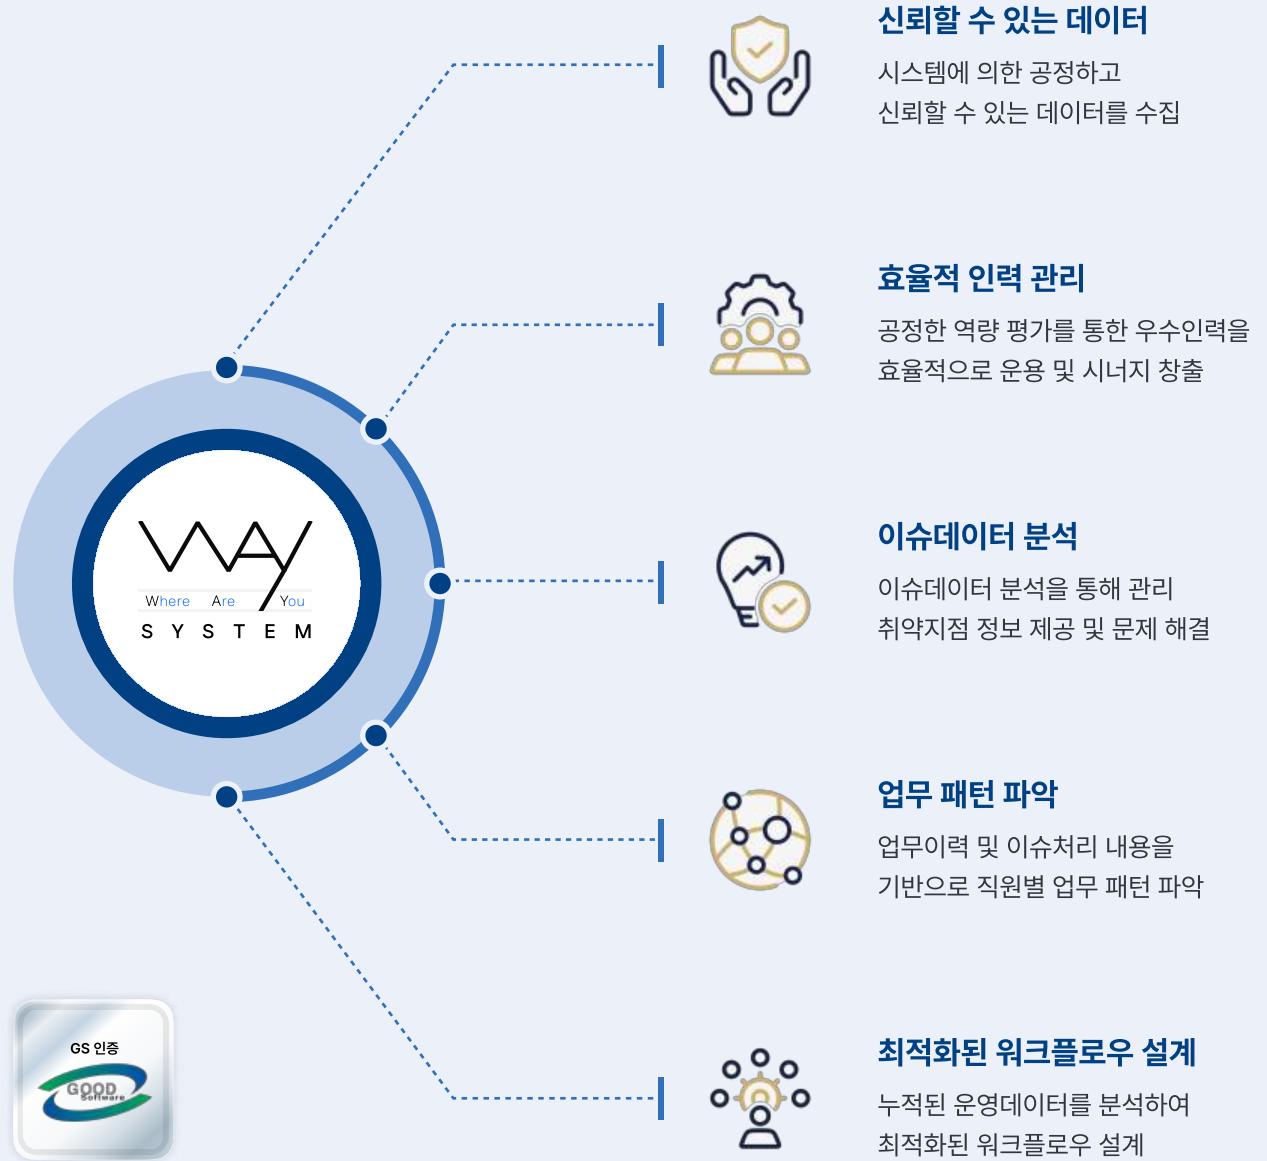 신뢰할 수 있는 데이터
시스템에 의한 공정하고
신뢰할 수 있는 데이터를 수집
효율적 인력 관리
공정한 역량 평가를 통한 우수인력을
효율적으로 운용 및 시너지 창출
WAY
Where Are You
SYSTEM
이슈데이터 분석
이슈데이터 분석을 통해 관리
취약지점 정보 제공 및 문제 해결
업무 패턴 파악
업무이력 및 이슈처리 내용을
기반으로 직원별 업무 패턴 파악
최적화된 워크플로우 설계
누적된 운영데이터를 분석하여
최적화된 워크플로우 설계
GS 인증
GOOD
Software